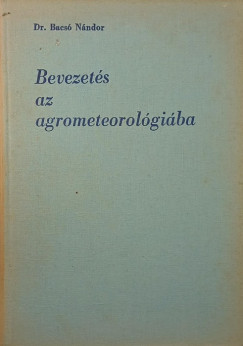 Dr. Bacsó Nándor
Bevezetés
az
agrometeorológiába